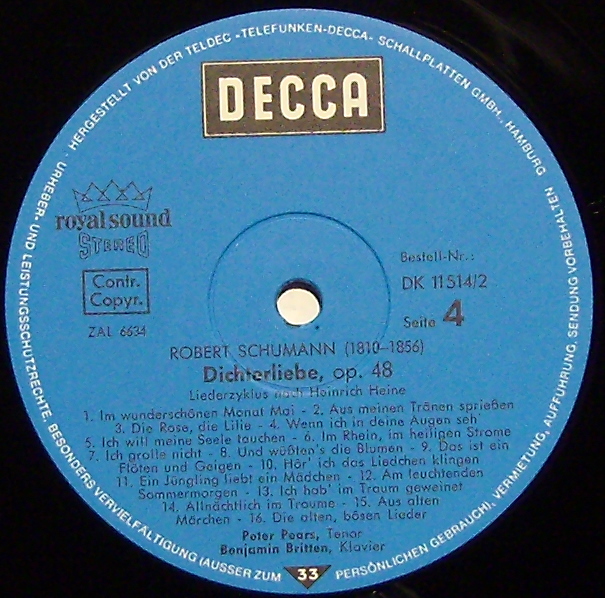 URHEBER- UND LEISTUNGSSCHUTZRECHTE, BESONDERS VERVIELFÄLTIGUNG (AUSSER ZUM PERSÖNLICHEN GEBRAUCH), VERMIETUNG, AUFFÜHRUNG, SENDUNG VORBEHALTEN
· HERGESTELLT VON DER TELDEC -TELEFUNKEN-DECCA- SCHALLPLATTEN GMBH., HAMBURG
DECCA
royal sound
STEREO
Contr.
Copyr.
ZAL 6634
Bestell-Nr.:
DK 11514/2
Seite 4
ROBERT SCHUMANN (1810-1856)
Dichterliebe, op. 48
Liederzyklus nach Heinrich Heine
1. Im wunderschönen Monat Mai - 2. Aus meinen Tränen sprießen
3. Die Rose, die Lilie - 4. Wenn ich in deine Augen seh'
5. Ich will meine Seele tauchen - 6. Im Rhein, im heiligen Strome
7. Ich grolle nicht - 8. Und wüßten's die Blumen - 9. Das ist ein
Flöten und Geigen - 10. Hör' ich das Liedchen klingen
11. Ein Jüngling liebt ein Mädchen - 12. Am leuchtenden
Sommermorgen - 13. Ich hab' im Traum geweinet
14. Allnächtlich im Traume - 15. Aus alten
Märchen - 16. Die alten, bösen Lieder
Peter Pears, Tenor
Benjamin Britten, Klavier
33